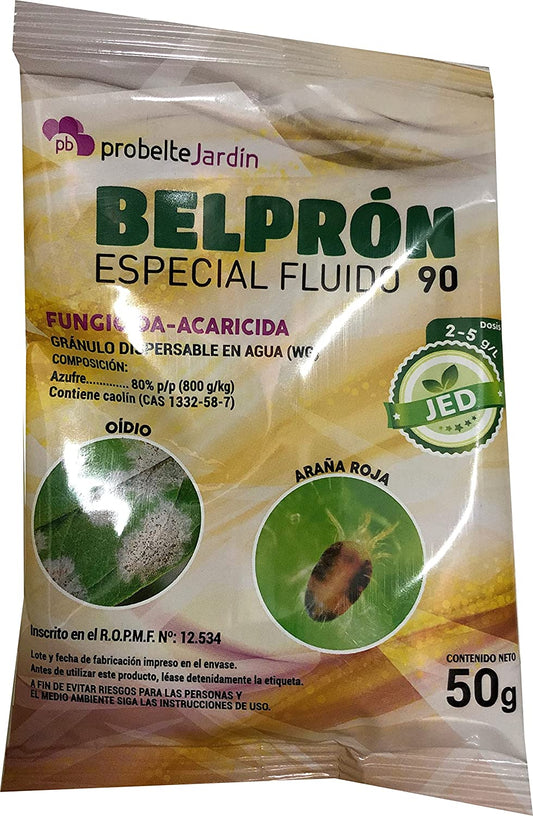 pb probelteJardín
BELPRÓN
ESPECIAL FLUIDO 90
FUNGICIDA-ACARICIDA
GRÁNULO DISPERSABLE EN AGUA (WG)
COMPOSICIÓN:
Azufre............. 80% p/p (800 g/kg)
Contiene caolín (CAS 1332-58-7)
Dosis
2-5 g/L
JED
OÍDIO
ARAÑA ROJA
Inscrito en el R.O.P.M.F. Nº: 12.534
Lote y fecha de fabricación impreso en el envase.
Antes de utilizar este producto, léase detenidamente la etiqueta.
A FIN DE EVITAR RIESGOS PARA LAS PERSONAS Y
EL MEDIO AMBIENTE SIGA LAS INSTRUCCIONES DE USO.
CONTENIDO NETO
50g